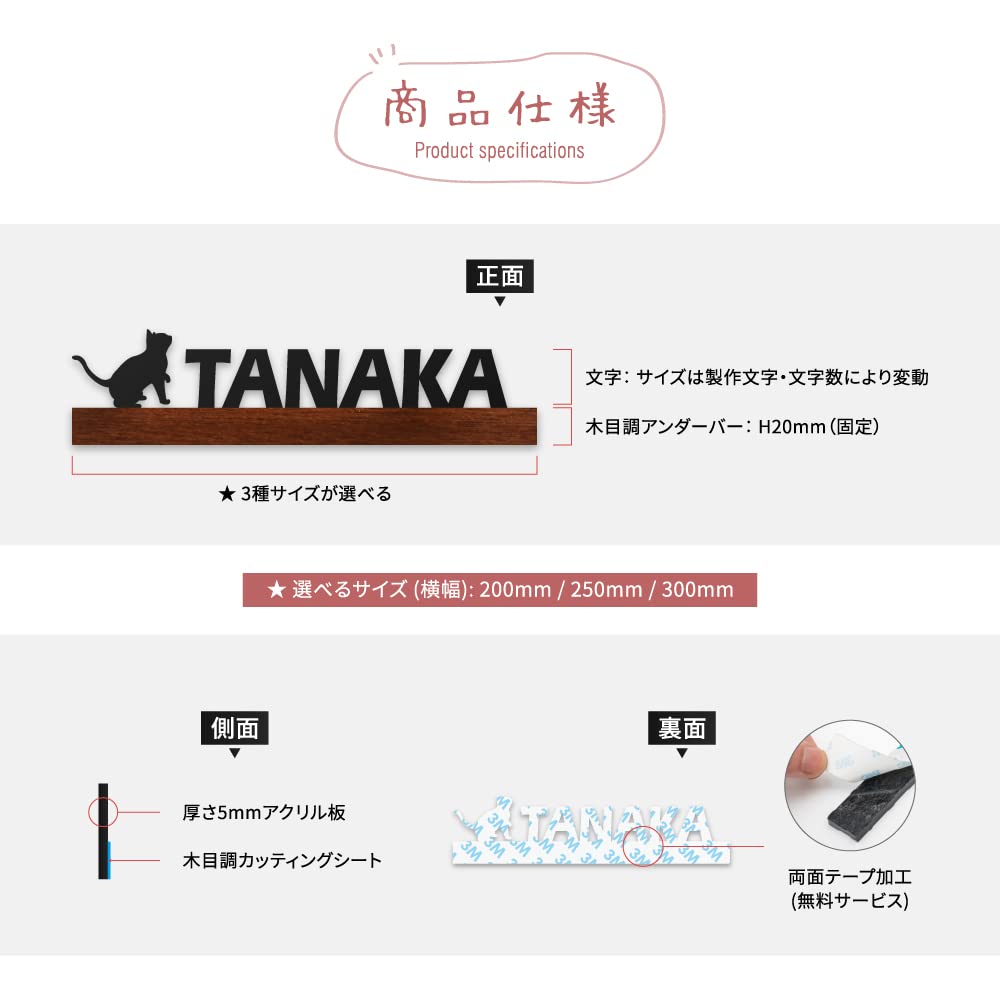 商品仕様
Product specifications
正面
TANAKA
文字：サイズは製作文字・文字数により変動
木目調アンダーバー：H20mm（固定）
★ 3種サイズが選べる
★ 選べるサイズ (横幅): 200mm / 250mm / 300mm
側面
厚さ5mmアクリル板
木目調カッティングシート
裏面
TANAKA
3M
両面テープ加工
(無料サービス)